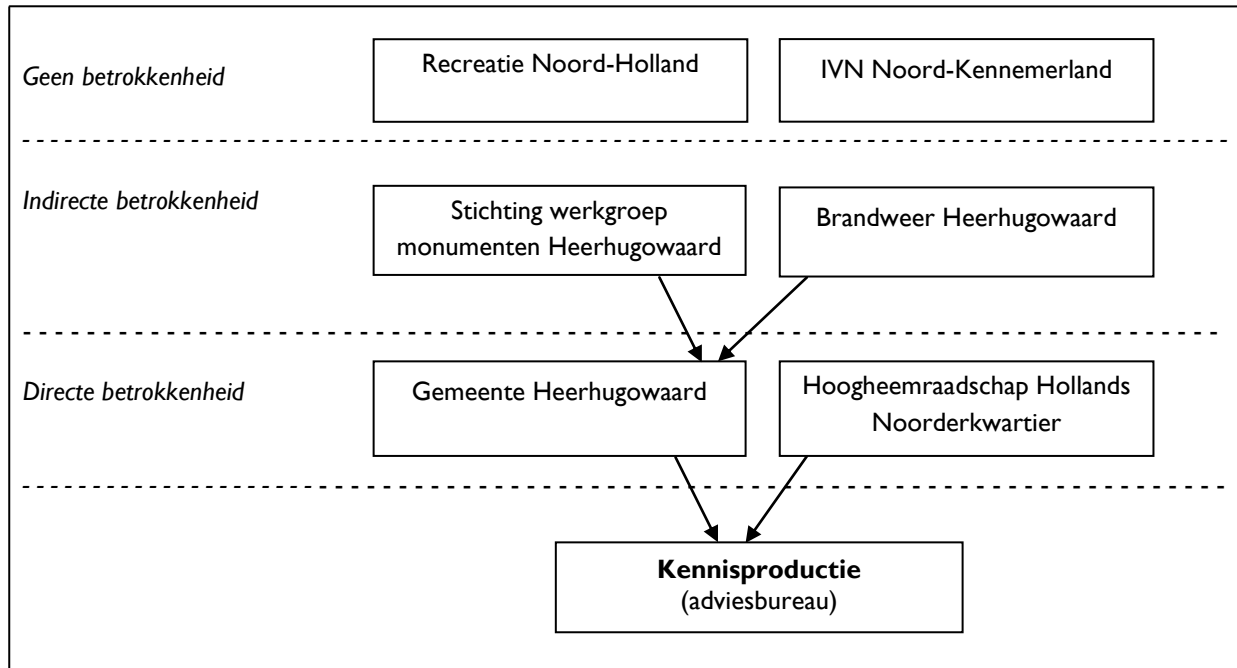 Geen betrokkenheid
Recreatie Noord-Holland
IVN Noord-Kennemerland
Indirecte betrokkenheid
Stichting werkgroep
monumenten Heerhugowaard
Brandweer Heerhugowaard
Directe betrokkenheid
Gemeente Heerhugowaard
Hoogheemraadschap Hollands
Noorderkwartier
Kennisproductie
(adviesbureau)